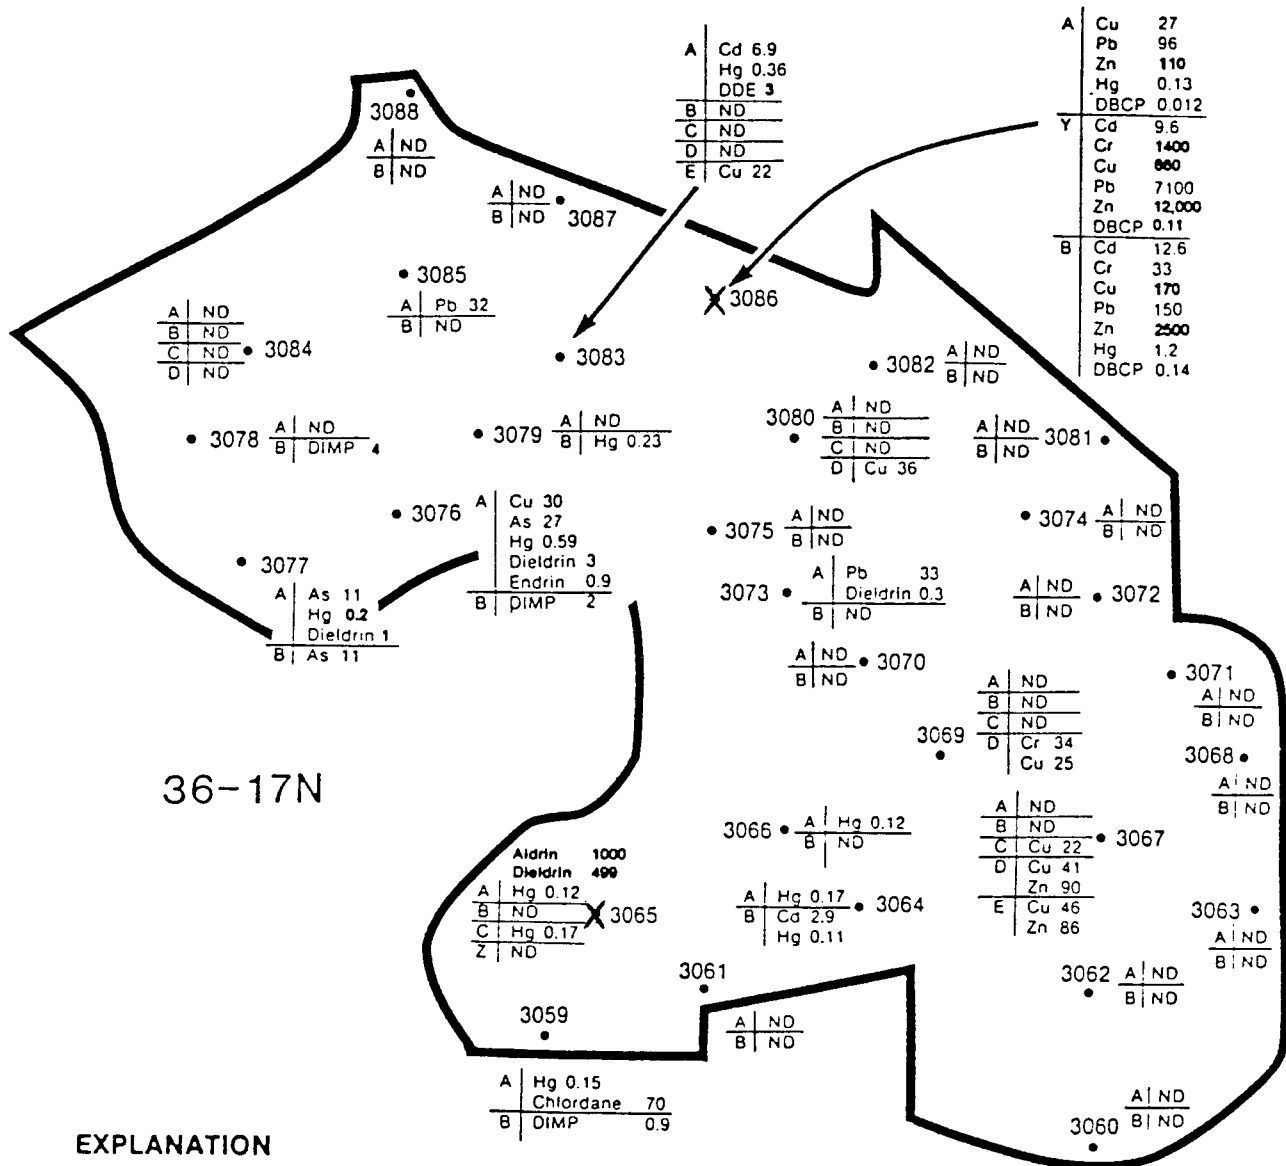 A Cu 27
Pb 96
Zn 110
Hg 0.13
DBCP 0.012
Y Cd 9.6
Cr 1400
Cu 860
Pb 7100
Zn 12,000
DBCP 0.11
B Cd 12.6
Cr 33
Cu 170
Pb 150
Zn 2500
Hg 1.2
DBCP 0.14
3086
A Cd 6.9
Hg 0.36
DDE 3
B ND
C ND
D ND
E Cu 22
3083
3088
A ND
B ND
A ND
B ND
3087
3085
A Pb 32
B ND
A ND
B ND
C ND
D ND
3084
3082
A ND
B ND
3078
A ND
B DIMP 4
3079
A ND
B Hg 0.23
3080
A ND
B ND
C ND
D Cu 36
A ND
B ND
3081
3076
A Cu 30
As 27
Hg 0.59
Dieldrin 3
Endrin 0.9
B DIMP 2
3075
A ND
B ND
3074
A ND
B ND
3077
A As 11
Hg 0.2
Dieldrin 1
B As 11
3073
A Pb 33
Dieldrin 0.3
B ND
A ND
B ND
3072
A ND
B ND
3070
3071
A ND
B ND
3069
A ND
B ND
C ND
D Cr 34
Cu 25
3068
A ND
B ND
36-17N
3066
A Hg 0.12
B ND
A ND
B ND
C Cu 22
D Cu 41
Zn 90
E Cu 46
Zn 86
3067
Aldrin 1000
Dieldrin 499
A Hg 0.12
B ND
C Hg 0.17
Z ND
3065
A Hg 0.17
B Cd 2.9
Hg 0.11
3064
3063
A ND
B ND
3061
A ND
B ND
3062
A ND
B ND
3059
A Hg 0.15
Chlordane 70
B DIMP 0.9
3060
A ND
B ND
EXPLANATION